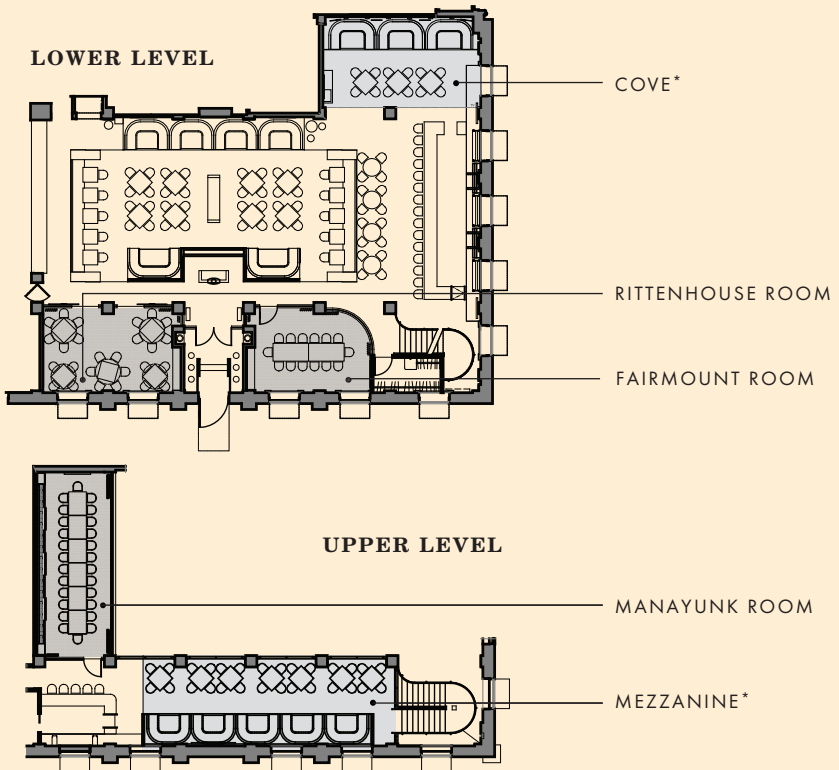 LOWER LEVEL
COVE*
RITTENHOUSE ROOM
FAIRMOUNT ROOM
UPPER LEVEL
MANAYUNK ROOM
MEZZANINE*